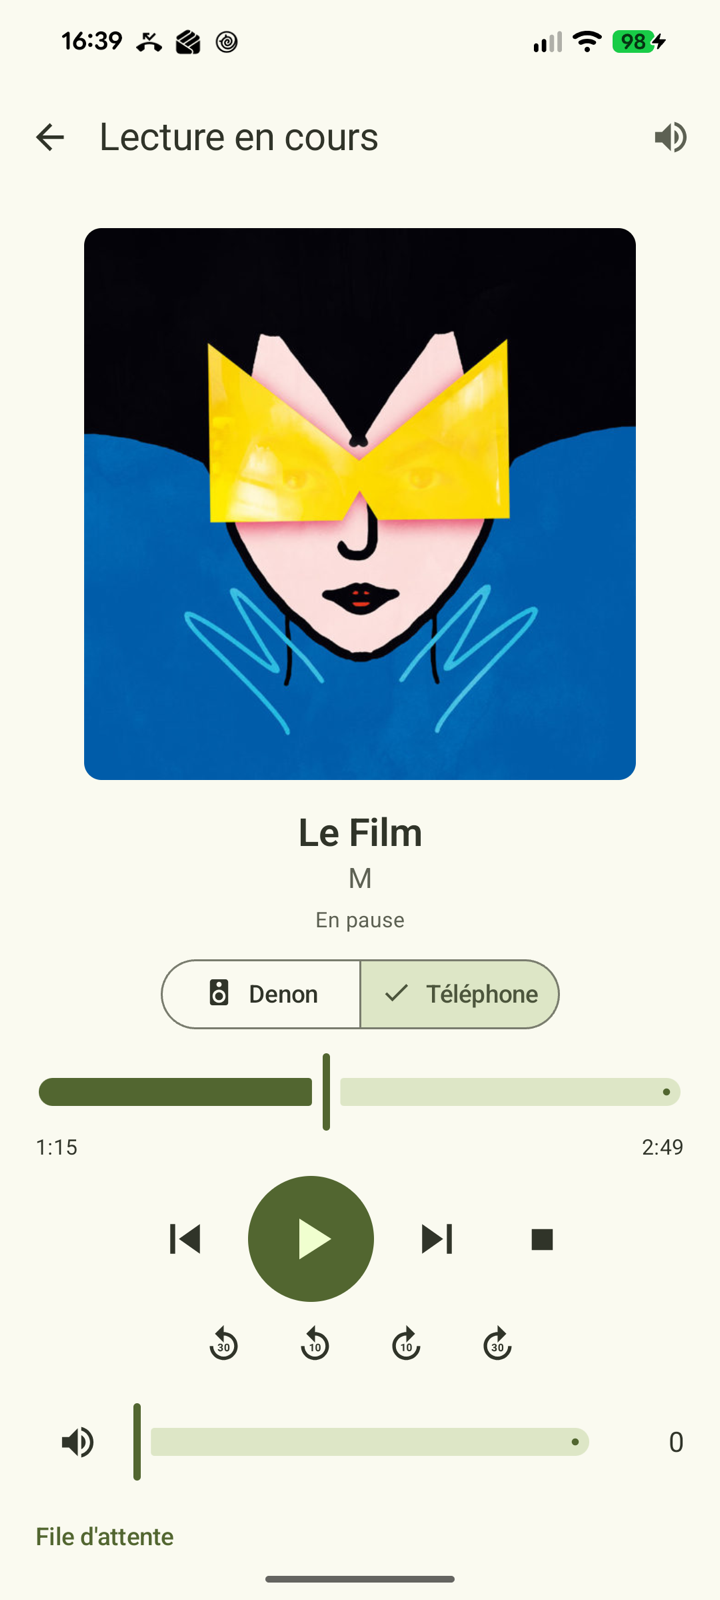 16:39
98
Lecture en cours
Le Film
M
En pause
Denon
Téléphone
1:15
2:49
30
10
10
30
0
File d'attente